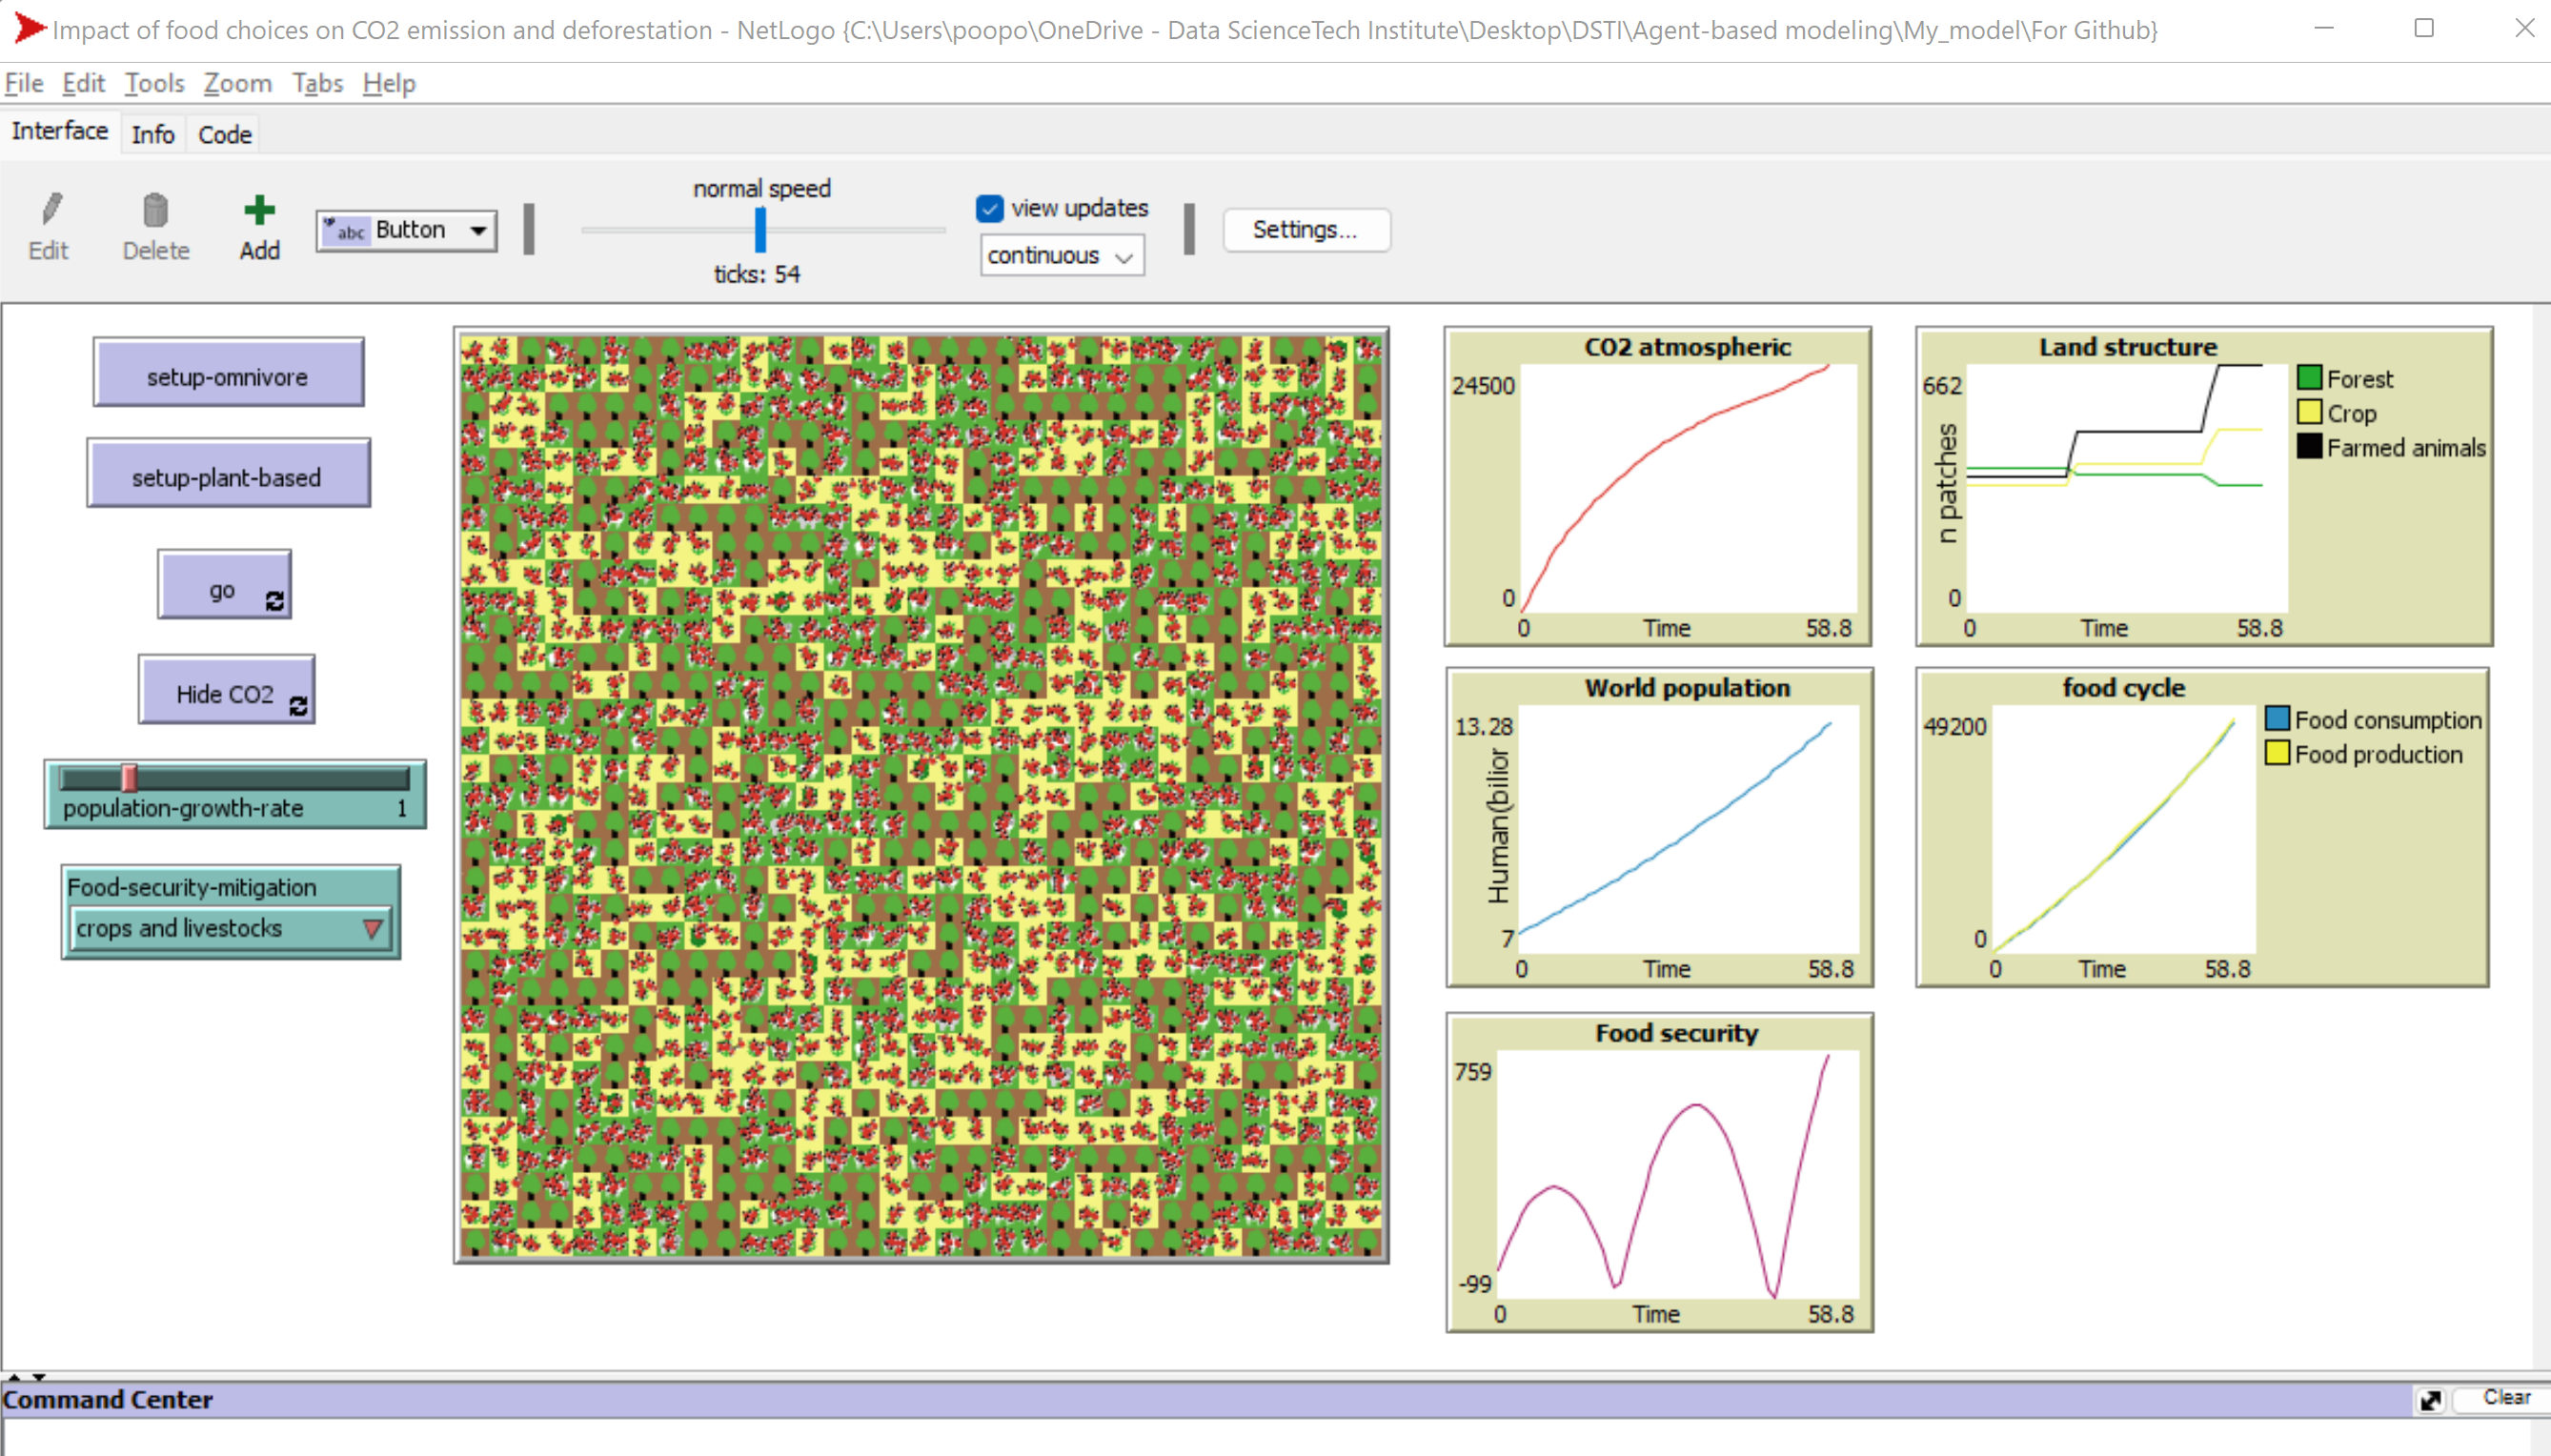 Impact of food choices on CO2 emission and deforestation - NetLogo {C:\Users\poopo\OneDrive - Data ScienceTech Institute\Desktop\DSTI\Agent-based modeling\My_model\For Github}
File Edit Tools Zoom Tabs Help
Interface Info Code
Edit
Delete
Add
abc Button
normal speed
ticks: 54
view updates
continuous
Settings...
setup-omnivore
setup-plant-based
go
Hide CO2
population-growth-rate 1
Food-security-mitigation
crops and livestocks
CO2 atmospheric
24500
0
0 Time 58.8
Land structure
662
n patches
0
0 Time 58.8
Forest
Crop
Farmed animals
World population
13.28
Human(bilior
7
0 Time 58.8
food cycle
49200
0
0 Time 58.8
Food consumption
Food production
Food security
759
-99
0 Time 58.8
Command Center
Clear